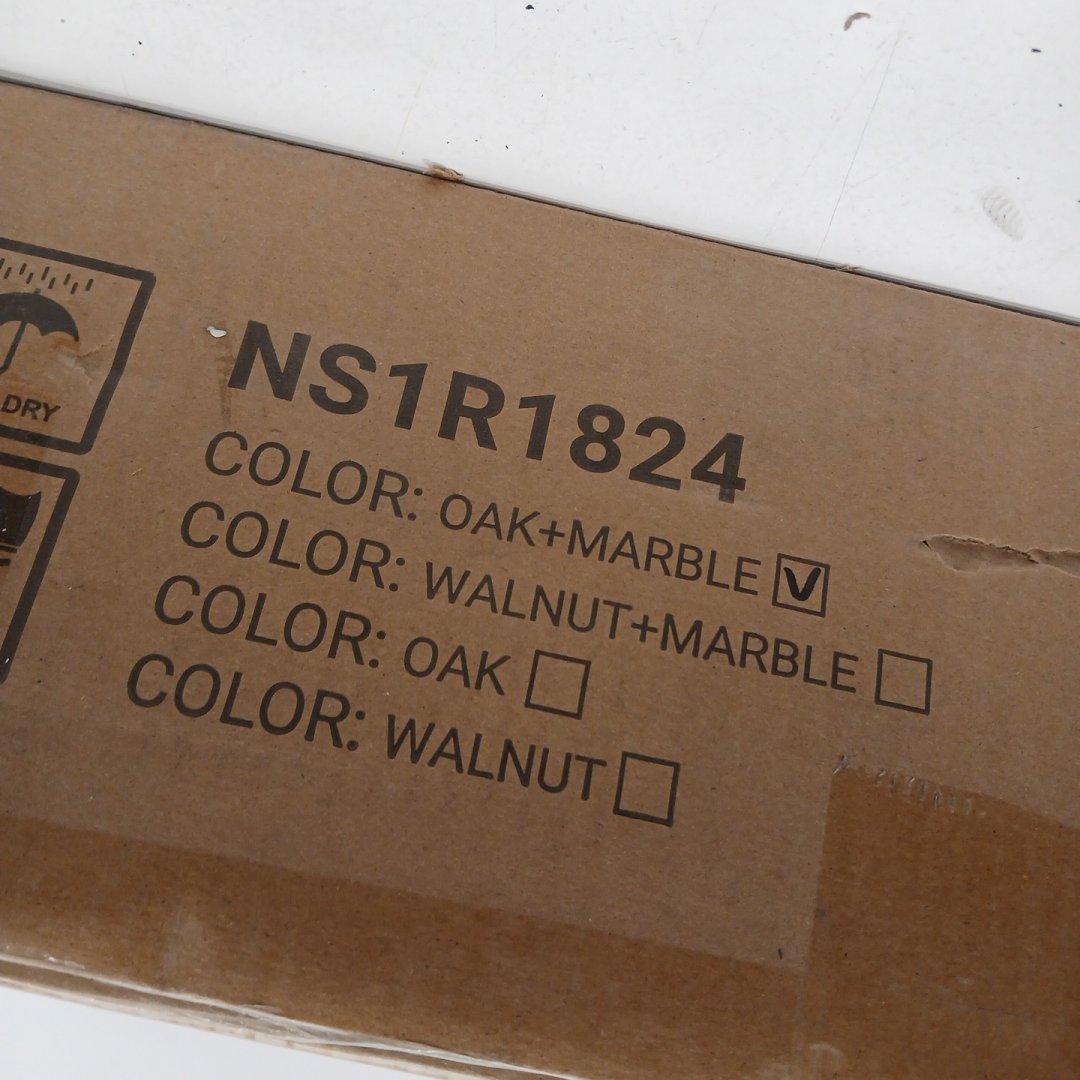 DRY
NS1R1824
COLOR: OAK+MARBLE V
COLOR: WALNUT+MARBLE
COLOR: OAK
COLOR: WALNUT